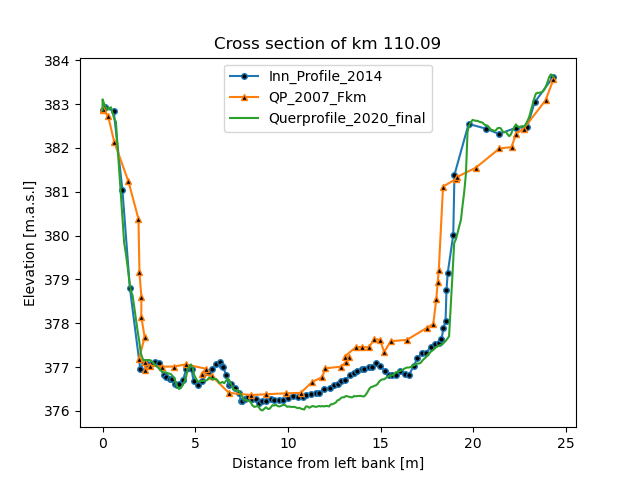 Cross section of km 110.09
Inn_Profile_2014
QP_2007_Fkm
Querprofile_2020_final
384
383
382
381
380
379
378
377
376
Elevation [m.a.s.l]
0
5
10
15
20
25
Distance from left bank [m]